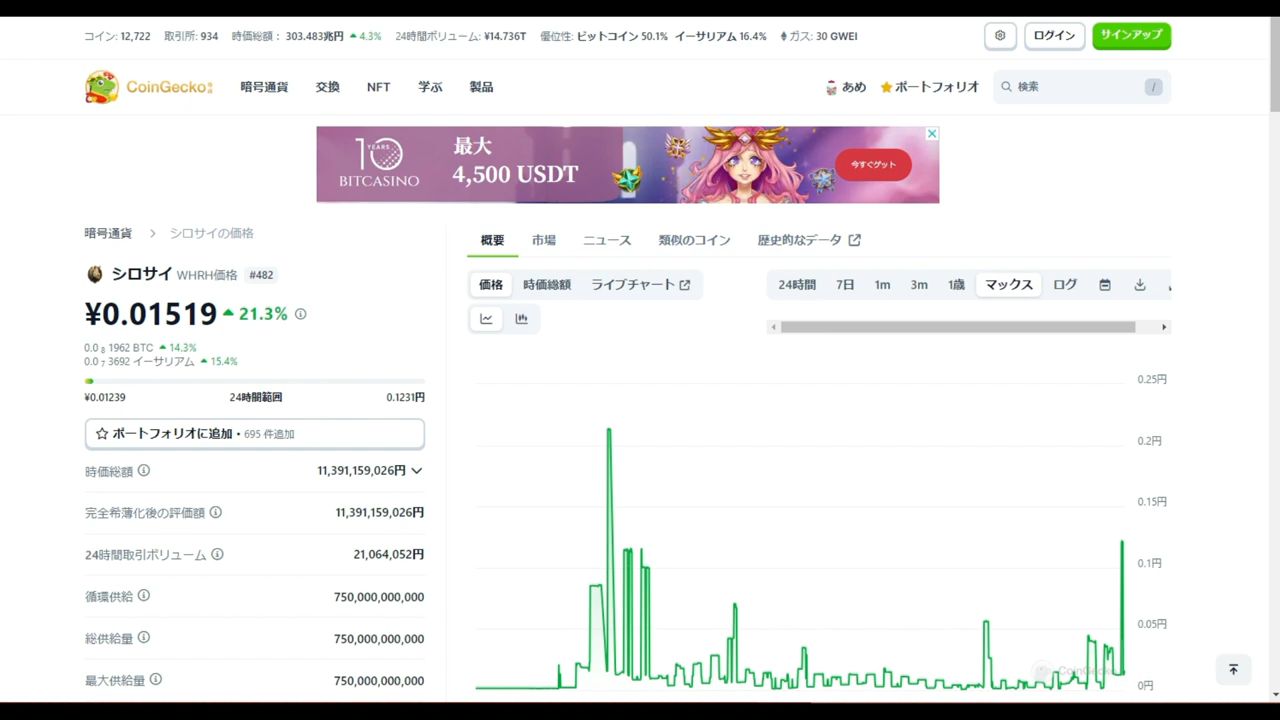 コイン: 12,722 取引所: 934 時価総額： 303.483兆円 4.3% 24時間ボリューム: ¥14.736T 優位性: ビットコイン 50.1% イーサリアム 16.4% ガス: 30 GWEI ログイン サインアップ
CoinGecko 暗号通貨 交換 NFT 学ぶ 製品 あめ ポートフォリオ 検索 /
10 YEARS BITCASINO
最大
4,500 USDT
今すぐゲット
暗号通貨 > シロサイの価格
シロサイ WHRH価格 #482
¥0.01519 21.3%
0.0 8 1962 BTC 14.3%
0.0 7 3692 イーサリアム 15.4%
¥0.01239 24時間範囲 0.1231円
ポートフォリオに追加 • 695 件追加
時価総額 11,391,159,026円
完全希薄化後の評価額 11,391,159,026円
24時間取引ボリューム 21,064,052円
循環供給 750,000,000,000
総供給量 750,000,000,000
最大供給量 750,000,000,000
概要 市場 ニュース 類似のコイン 歴史的なデータ
価格 時価総額 ライブチャート 24時間 7日 1m 3m 1歳 マックス ログ
0.25円
0.2円
0.15円
0.1円
0.05円
0円